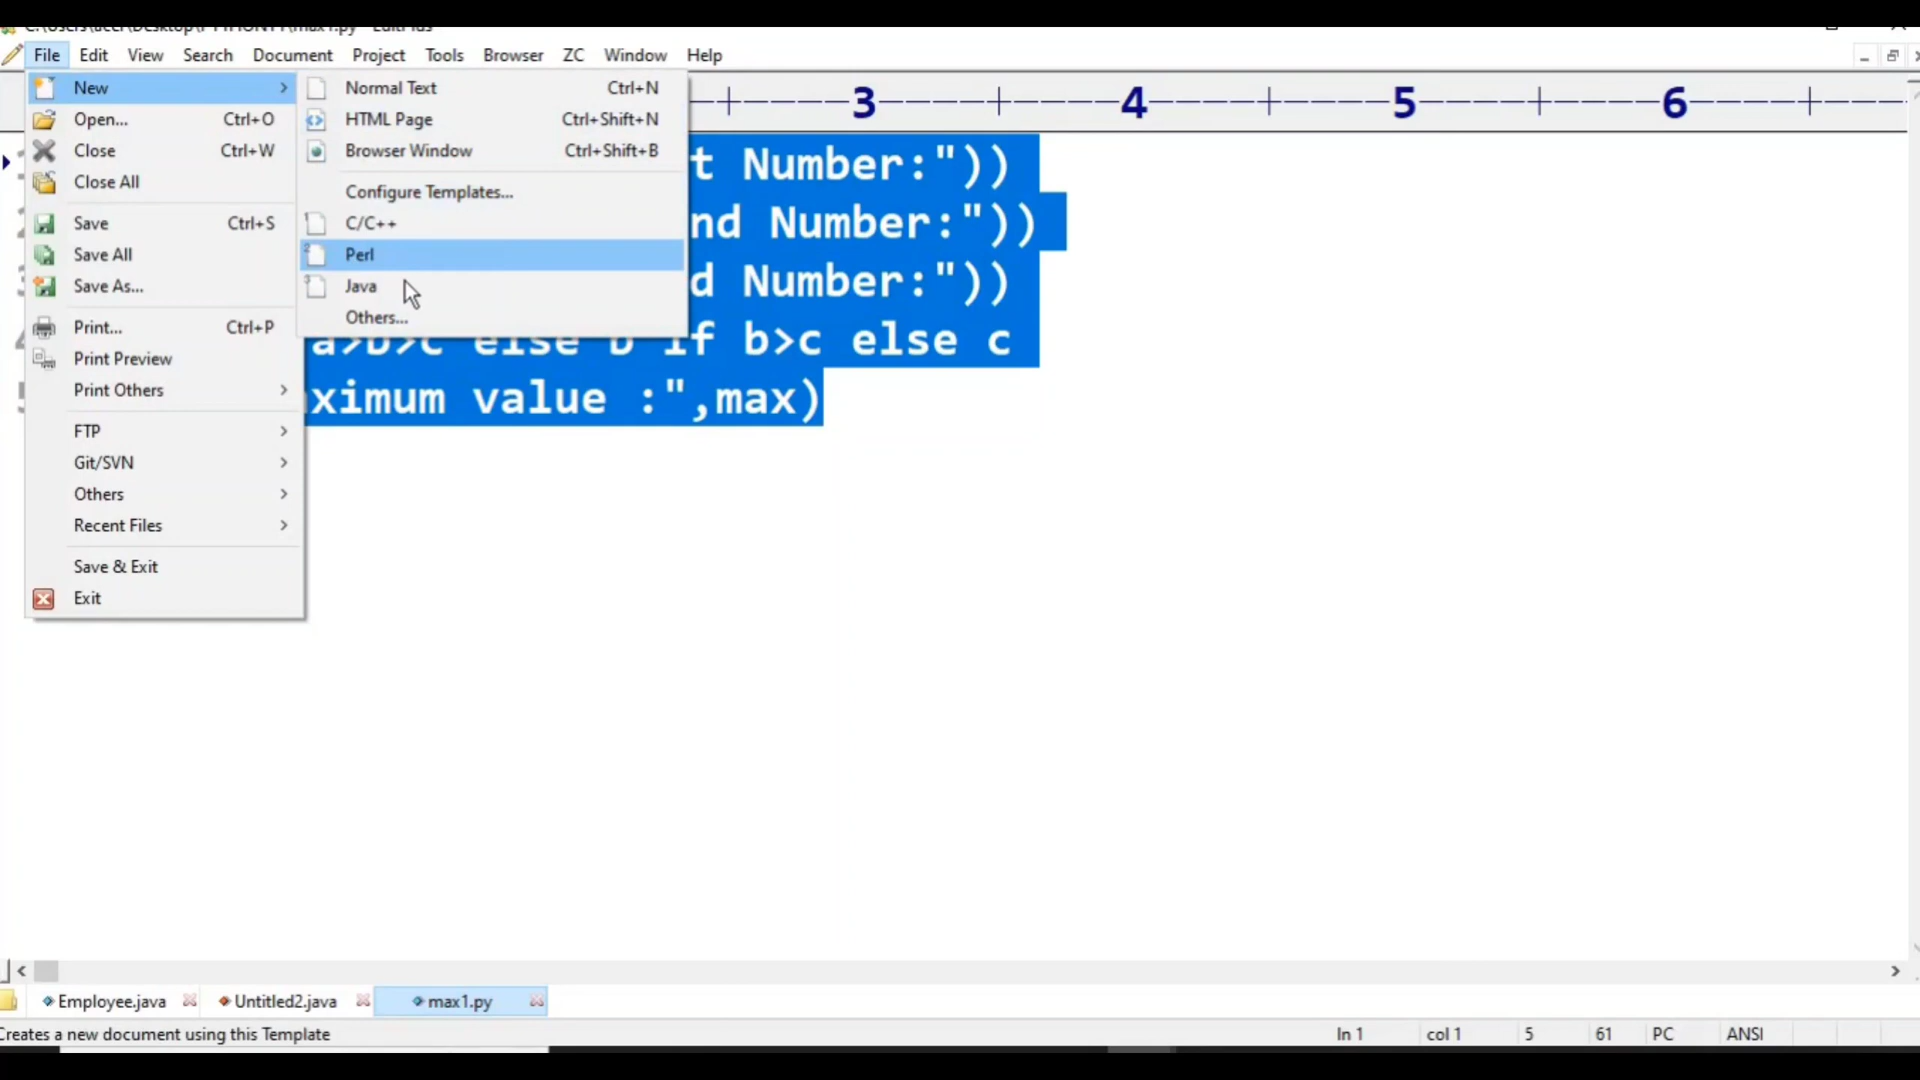 File Edit View Search Document Project Tools Browser ZC Window Help
New
Open... Ctrl+O
Close Ctrl+W
Close All
Save Ctrl+S
Save All
Save As...
Print... Ctrl+P
Print Preview
Print Others
FTP
Git/SVN
Others
Recent Files
Save & Exit
Exit
Normal Text Ctrl+N
HTML Page Ctrl+Shift+N
Browser Window Ctrl+Shift+B
Configure Templates...
1 C/C++
2 Perl
3 Java
Others...
3 4 5 6
t Number:"))
nd Number:"))
d Number:"))
a>b>c else b if b>c else c
ximum value :",max)
Employee.java Untitled2.java max1.py
Creates a new document using this Template ln 1 col 1 5 61 PC ANSI